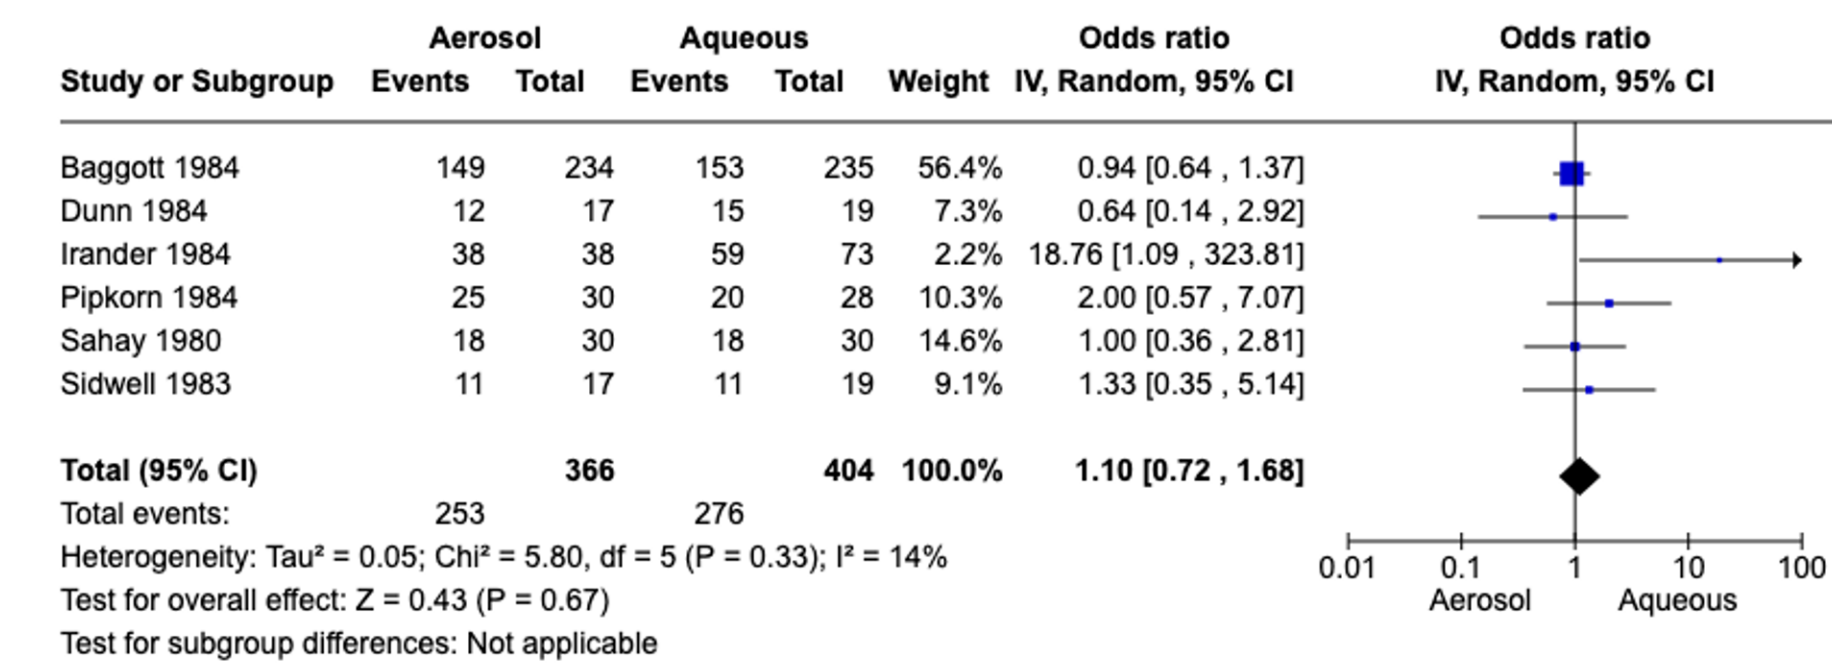 Aerosol Aqueous Odds ratio Odds ratio
Study or Subgroup Events Total Events Total Weight IV, Random, 95% CI IV, Random, 95% CI
Baggott 1984 149 234 153 235 56.4% 0.94 [0.64 , 1.37]
Dunn 1984 12 17 15 19 7.3% 0.64 [0.14 , 2.92]
Irander 1984 38 38 59 73 2.2% 18.76 [1.09 , 323.81]
Pipkorn 1984 25 30 20 28 10.3% 2.00 [0.57 , 7.07]
Sahay 1980 18 30 18 30 14.6% 1.00 [0.36 , 2.81]
Sidwell 1983 11 17 11 19 9.1% 1.33 [0.35 , 5.14]
Total (95% CI) 366 404 100.0% 1.10 [0.72 , 1.68]
Total events: 253 276
Heterogeneity: Tau² = 0.05; Chi² = 5.80, df = 5 (P = 0.33); I² = 14%
Test for overall effect: Z = 0.43 (P = 0.67)
Test for subgroup differences: Not applicable
0.01 0.1 1 10 100
Aerosol Aqueous